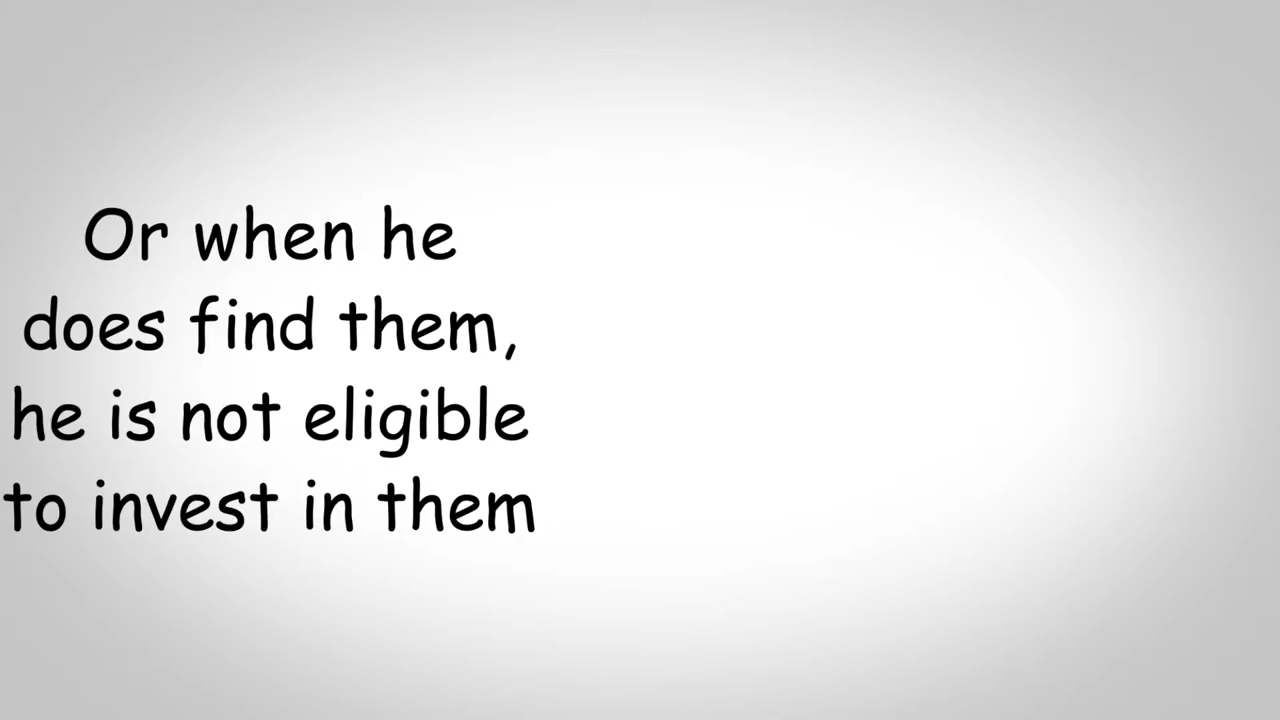 Or when he
does find them,
he is not eligible
to invest in them